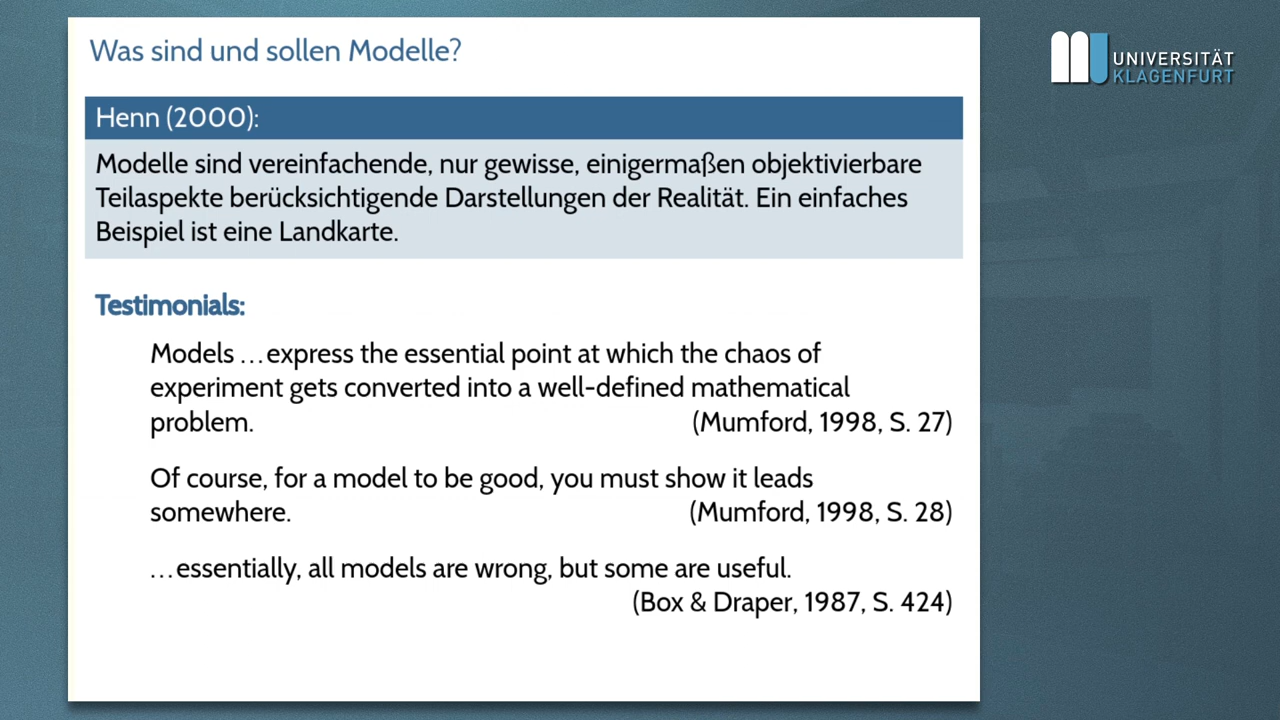 Was sind und sollen Modelle?
Henn (2000):
Modelle sind vereinfachende, nur gewisse, einigermaßen objektivierbare
Teilaspekte berücksichtigende Darstellungen der Realität. Ein einfaches
Beispiel ist eine Landkarte.
Testimonials:
Models ...express the essential point at which the chaos of
experiment gets converted into a well-defined mathematical
problem. (Mumford, 1998, S. 27)
Of course, for a model to be good, you must show it leads
somewhere. (Mumford, 1998, S. 28)
...essentially, all models are wrong, but some are useful.
(Box & Draper, 1987, S. 424)
UNIVERSITÄT
KLAGENFURT